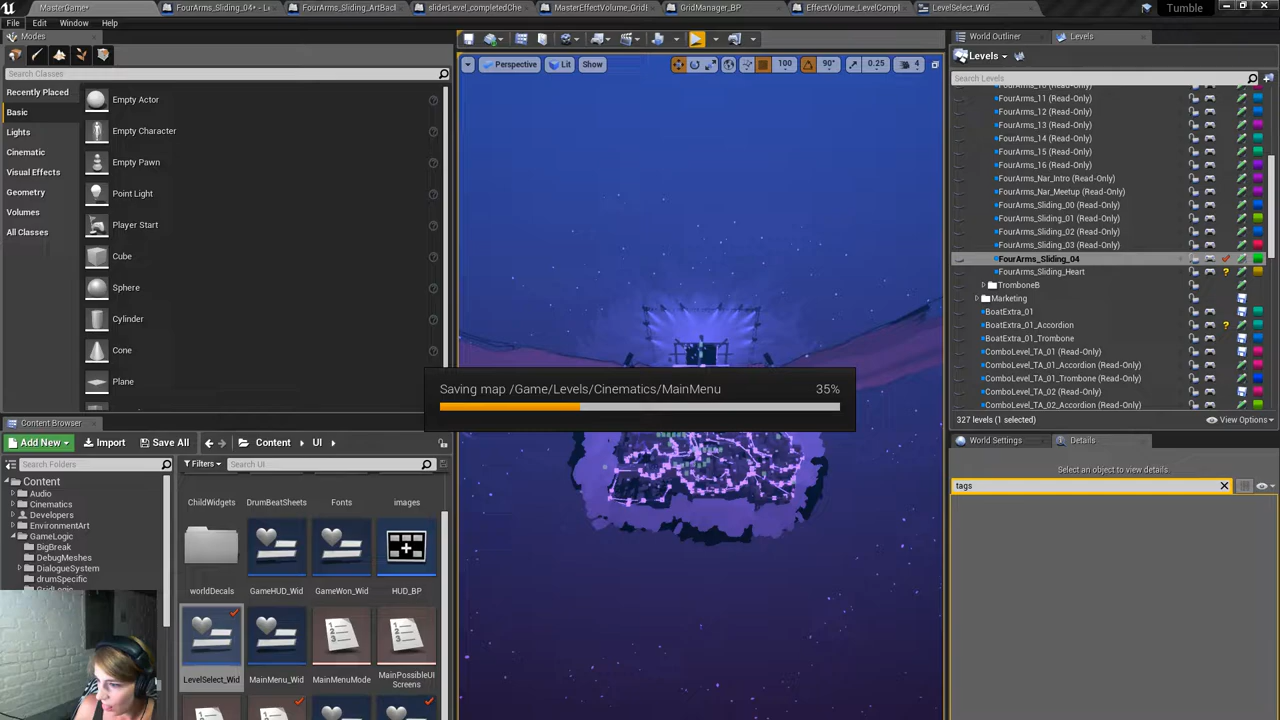 MasterGame*
FourArms_Sliding_04* - Le
FourArms_Sliding_ArtBacl
sliderLevel_completedChe
MasterEffectVolume_GridE
GridManager_BP
EffectVolume_LevelCompl
LevelSelect_Wid
Tumble
File
Edit
Window
Help
Modes
World Outliner
Levels
Search Classes
Recently Placed
Basic
Lights
Cinematic
Visual Effects
Geometry
Volumes
All Classes
Empty Actor
Empty Character
Empty Pawn
Point Light
Player Start
Cube
Sphere
Cylinder
Cone
Plane
Perspective
Lit
Show
100
90°
0.25
4
Levels
Search Levels
FourArms_11 (Read-Only)
FourArms_12 (Read-Only)
FourArms_13 (Read-Only)
FourArms_14 (Read-Only)
FourArms_15 (Read-Only)
FourArms_16 (Read-Only)
FourArms_Nar_Intro (Read-Only)
FourArms_Nar_Meetup (Read-Only)
FourArms_Sliding_00 (Read-Only)
FourArms_Sliding_01 (Read-Only)
FourArms_Sliding_02 (Read-Only)
FourArms_Sliding_03 (Read-Only)
FourArms_Sliding_04
FourArms_Sliding_Heart
TromboneB
Marketing
BoatExtra_01
BoatExtra_01_Accordion
BoatExtra_01_Trombone
ComboLevel_TA_01 (Read-Only)
ComboLevel_TA_01_Accordion (Read-Only)
ComboLevel_TA_01_Trombone (Read-Only)
ComboLevel_TA_02 (Read-Only)
ComboLevel_TA_02_Accordion (Read-Only)
327 levels (1 selected)
View Options
Saving map /Game/Levels/Cinematics/MainMenu
35%
Content Browser
Add New
Import
Save All
Content
UI
Search Folders
Filters
Search UI
Content
Audio
Cinematics
Developers
EnvironmentArt
GameLogic
BigBreak
DebugMeshes
DialogueSystem
drumSpecific
ChildWidgets
DrumBeatSheets
Fonts
images
worldDecals
GameHUD_Wid
GameWon_Wid
HUD_BP
LevelSelect_Wid
MainMenu_Wid
MainMenuMode
MainPossibleUI
Screens
World Settings
Details
Select an object to view details.
tags